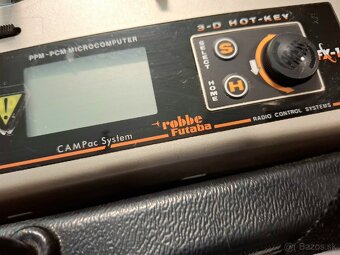 3-D HOT-KEY
PPM-PCM MICROCOMPUTER
SELECT
S
HOME
H
robbe
Futaba
RADIO CONTROL SYSTEMS
CAMPac System
Bazos.sk